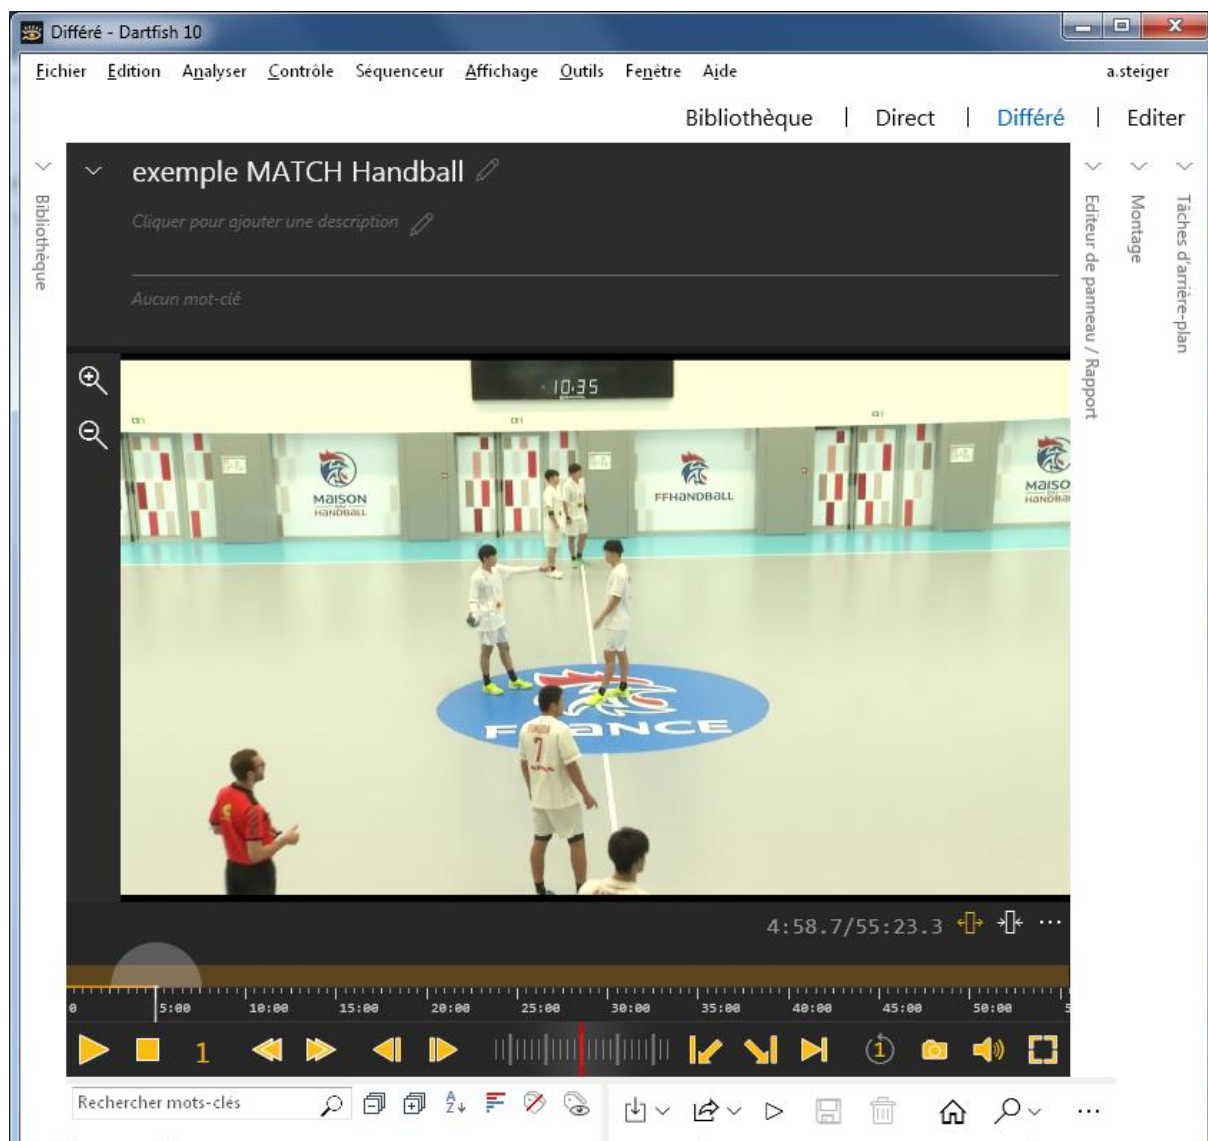 Différé - Dartfish 10
Fichier Edition Analyser Contrôle Séquenceur Affichage Outils Fenêtre Aide a.steiger
Bibliothèque | Direct | Différé | Editer
Bibliothèque
exemple MATCH Handball
Cliquer pour ajouter une description
Aucun mot-clé
Editeur de panneau / Rapport
Montage
Tâches d'arrière-plan
10:35
MAISON
DU
HANDBALL
FFHANDBALL
MAISO
HANDBA
FRANCE
7
4:58.7/55:23.3
0 5:00 10:00 15:00 20:00 25:00 30:00 35:00 40:00 45:00 50:00 5
1
1
Rechercher mots-clés
A
Z